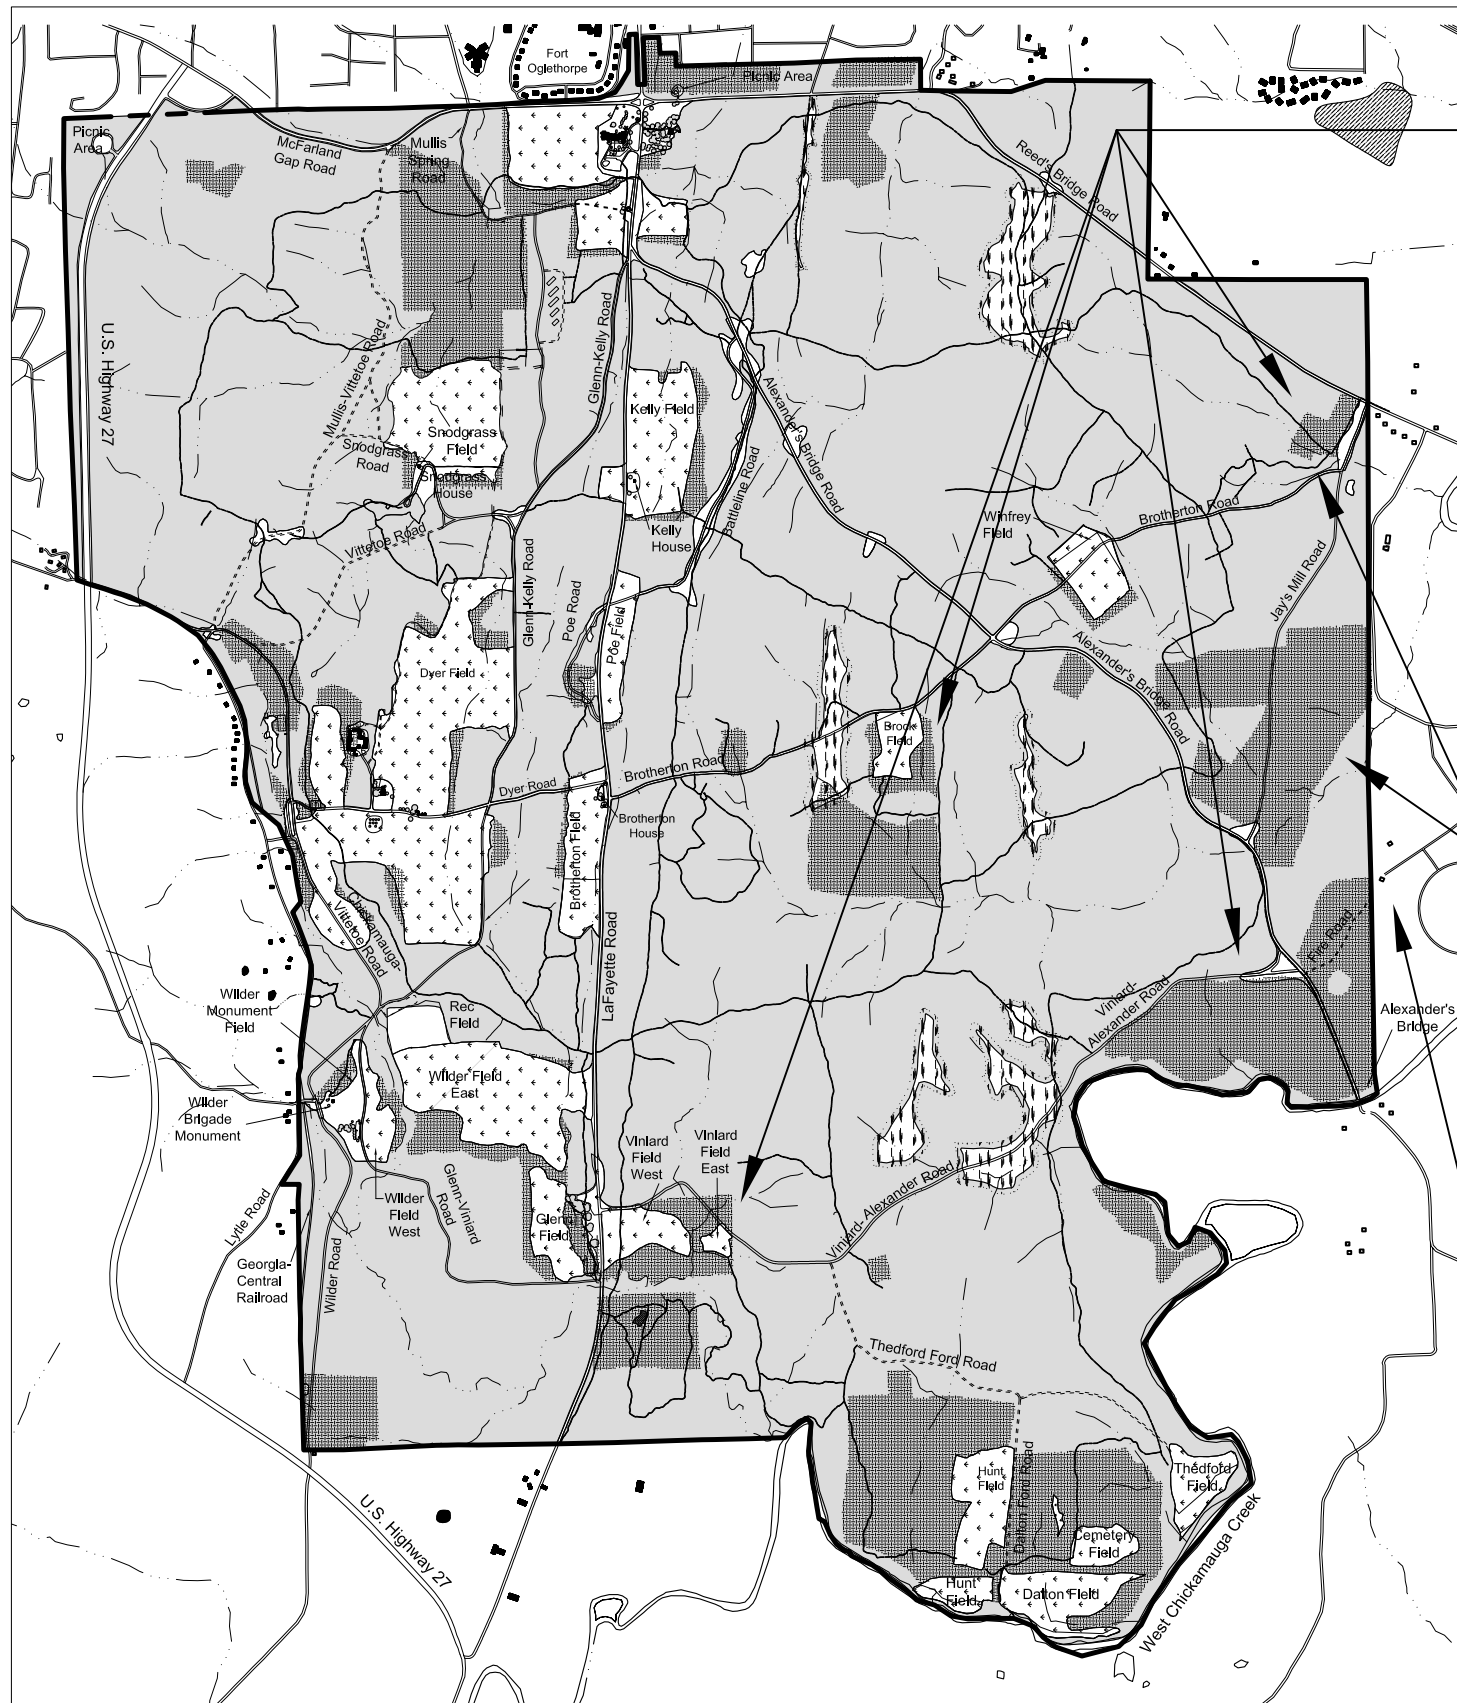 Fort
Oglethorpe
Picnic Area
Picnic
Area
McFarland
Gap Road
Mullis
Spring
Road
Reed's Bridge Road
U.S. Highway 27
Mullis-Vittetoe Road
Glenn-Kelly Road
Kelly Field
Alexander's Bridge Road
Snodgrass
Field
Snodgrass
Road
Snodgrass
House
Battleline Road
Kelly
House
Winfrey
Field
Brotherton Road
Vittetoe Road
Glenn-Kelly Road
Poe Road
Poe Field
Jay's Mill Road
Dyer Field
Alexander's Bridge Road
Brock
Field
Brotherton Road
Dyer Road
Brotherton
House
Brotherton Field
Chickamauga-
Vittetoe Road
LaFayette Road
Fire Road
Wilder
Monument
Field
Rec
Field
Viniard-
Alexander Road
Alexander's
Bridge
Wilder Field
East
Wilder
Brigade
Monument
Viniard
Field
West
Viniard
Field
East
Glenn-Viniard
Road
Wilder
Field
West
Glenn
Field
Viniard-Alexander Road
Lytle Road
Georgia-
Central
Railroad
Wilder Road
Thedford Ford Road
Hunt
Field
Dalton Ford Road
Thedford
Field
Cemetery
Field
U.S. Highway 27
Hunt
Field
Dalton Field
West Chickamauga Creek